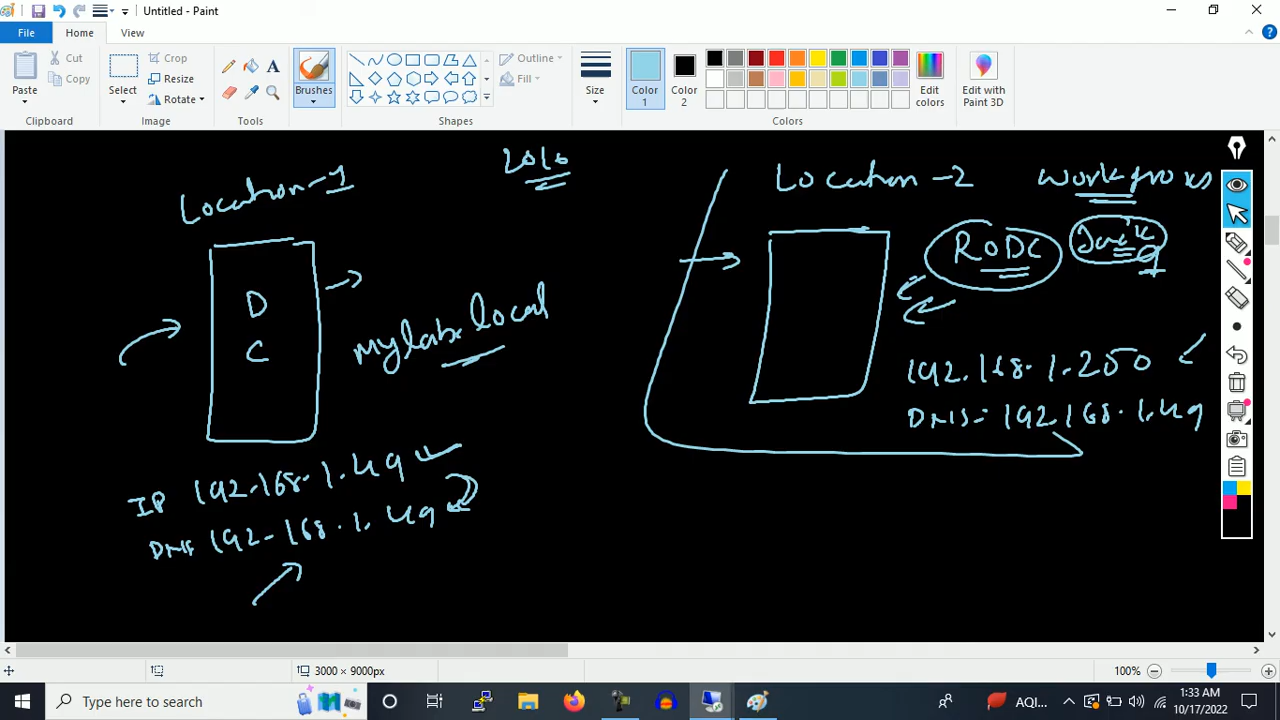 Untitled - Paint
File
Home
View
Paste
Cut
Copy
Clipboard
Select
Crop
Resize
Rotate
Image
Tools
Brushes
Shapes
Outline
Fill
Size
Color 1
Color 2
Edit colors
Edit with Paint 3D
Colors
2016
Location-1
Location-2
D
C
RODC
mylab.local
192.168.1.250
DNS= 192.168.1.49
IP 192.168.1.49
DNS 192.168.1.49
3000 × 9000px
100%
Type here to search
AQI...
1:33 AM
10/17/2022